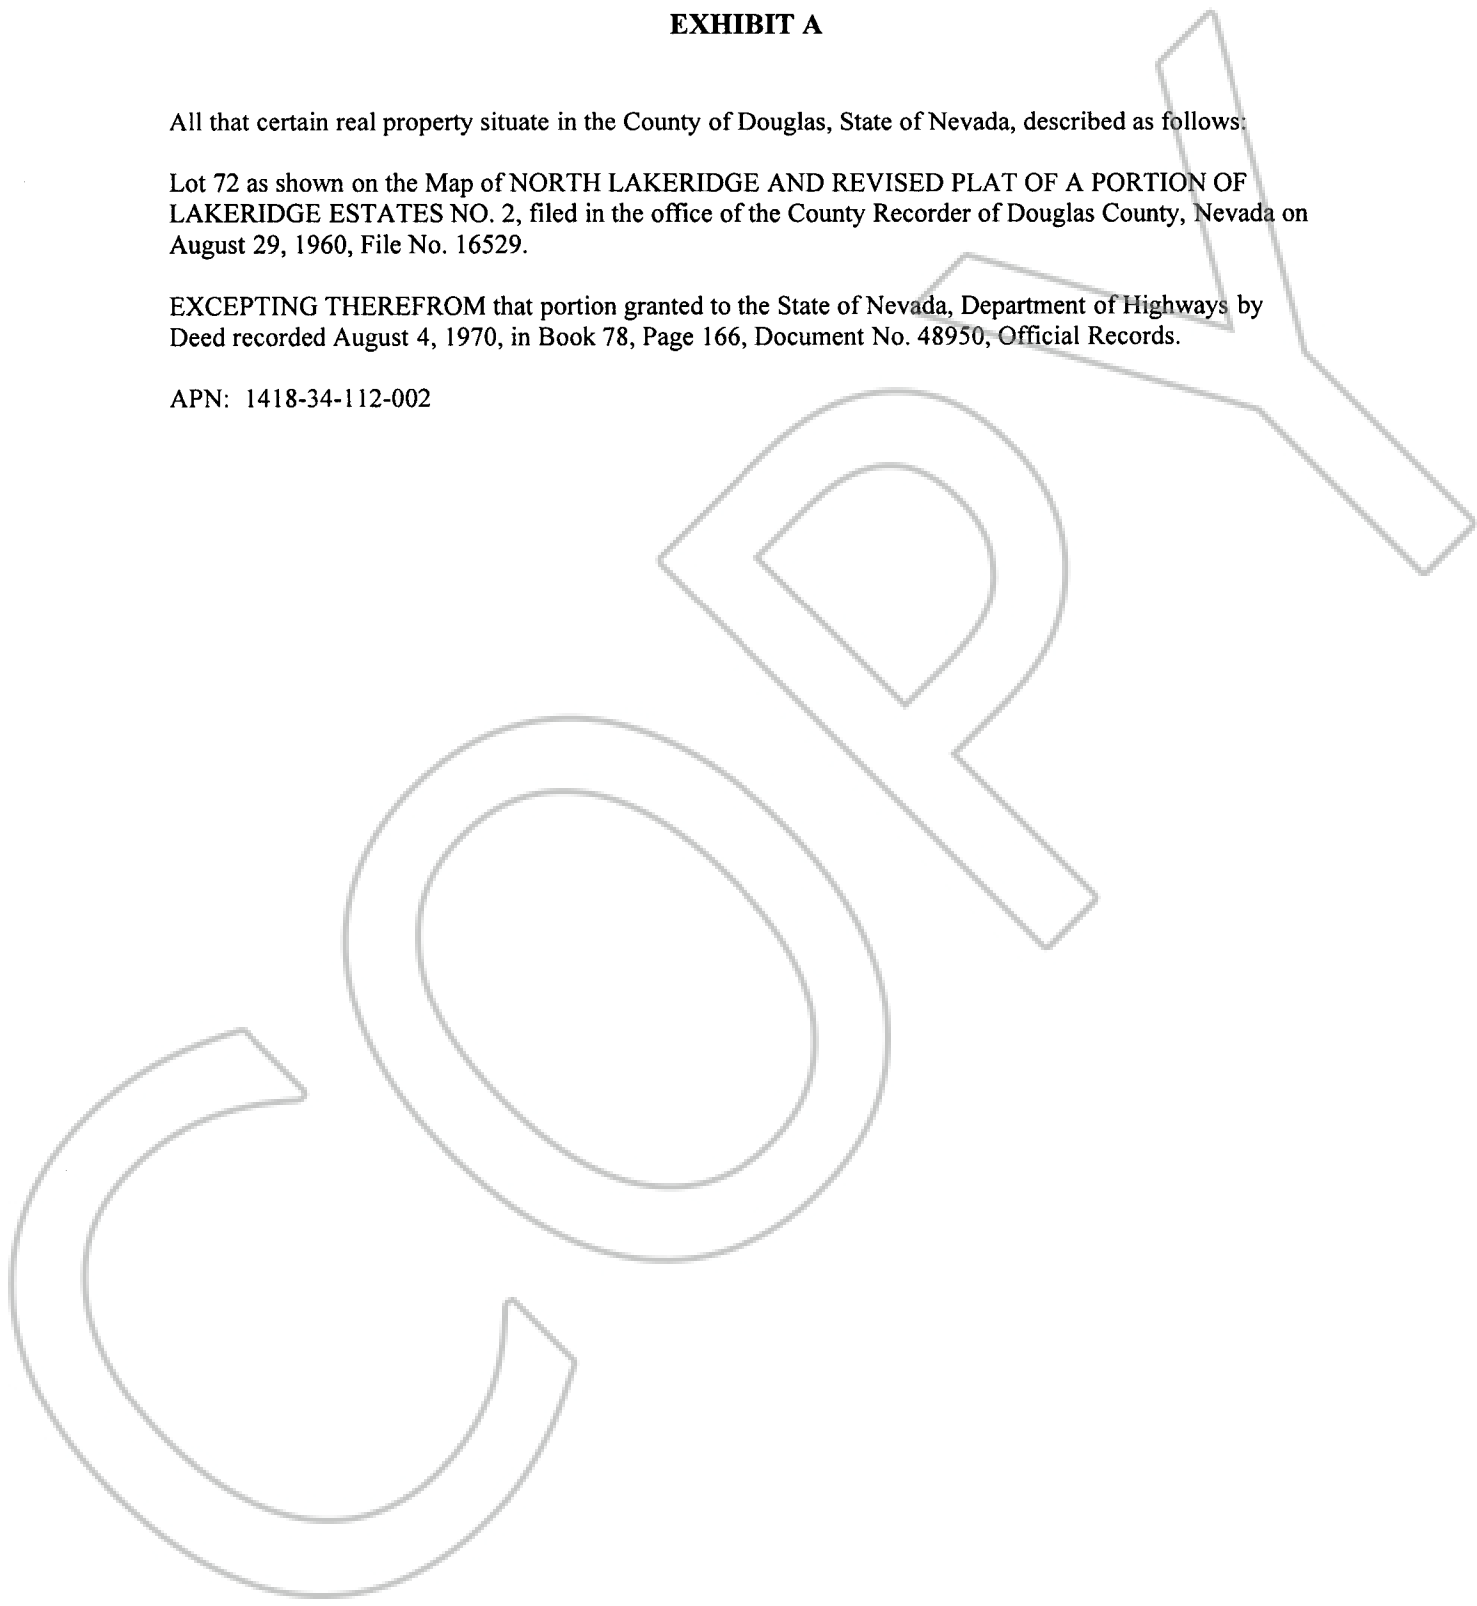 EXHIBIT A
All that certain real property situate in the County of Douglas, State of Nevada, described as follows:
Lot 72 as shown on the Map of NORTH LAKERIDGE AND REVISED PLAT OF A PORTION OF
LAKERIDGE ESTATES NO. 2, filed in the office of the County Recorder of Douglas County, Nevada on
August 29, 1960, File No. 16529.
EXCEPTING THEREFROM that portion granted to the State of Nevada, Department of Highways by
Deed recorded August 4, 1970, in Book 78, Page 166, Document No. 48950, Official Records.
APN: 1418-34-112-002
COPY